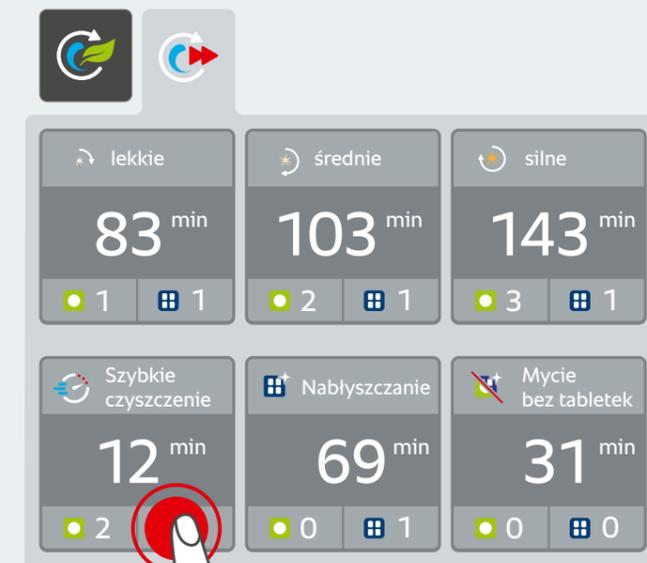 lekkie średnie silne
83 min 103 min 143 min
1 1 2 1 3 1
Szybkie
czyszczenie
Nabłyszczanie
Mycie
bez tabletek
12 min 69 min 31 min
2 0 1 0 0